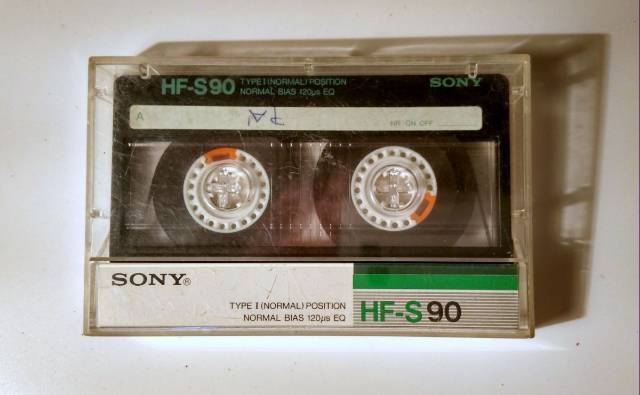 HF-S90 TYPE I (NORMAL) POSITION SONY
NORMAL BIAS 120µs EQ
A NR ON OFF
SONY®
TYPE I (NORMAL) POSITION
NORMAL BIAS 120µs EQ
HF-S 90